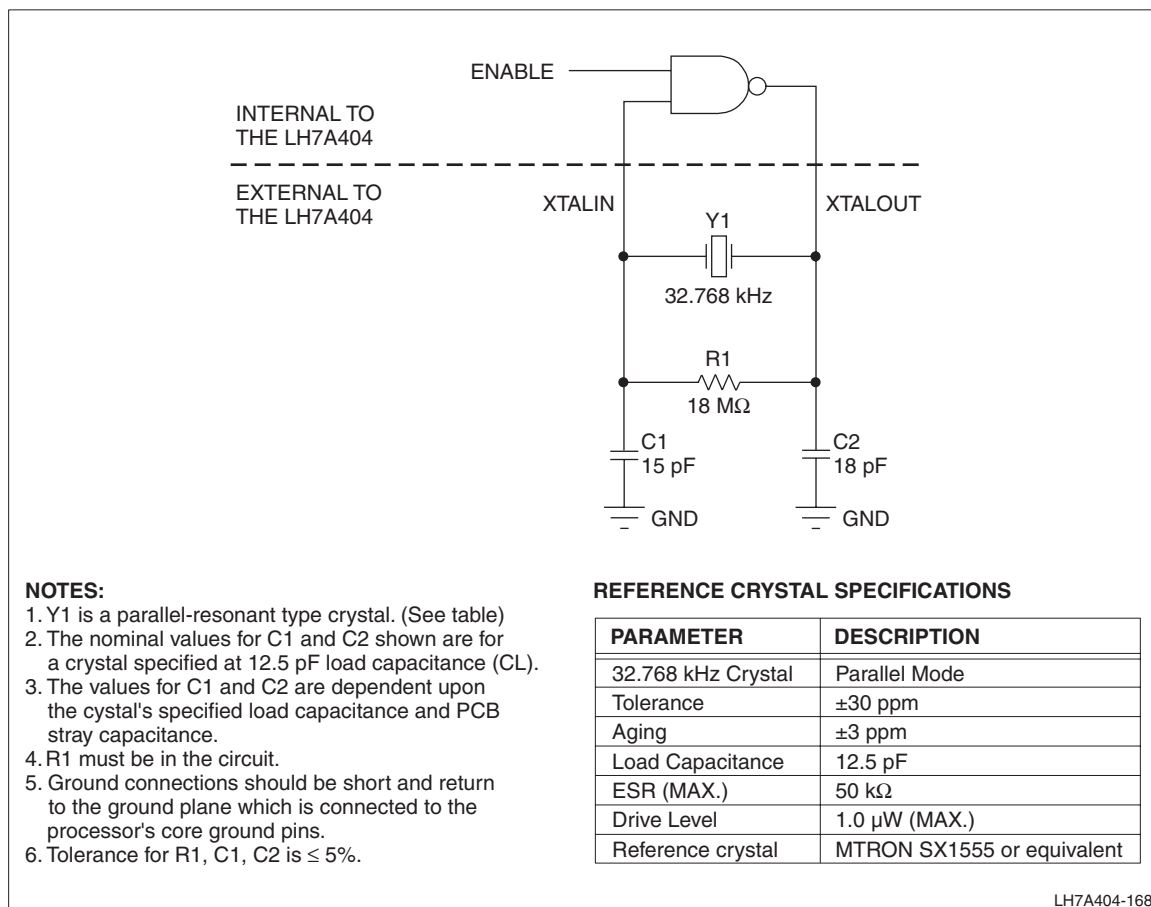 ENABLE
INTERNAL TO
THE LH7A404
EXTERNAL TO
THE LH7A404
XTALIN
XTALOUT
Y1
32.768 kHz
R1
18 MΩ
C1
15 pF
C2
18 pF
GND
GND
NOTES:
1. Y1 is a parallel-resonant type crystal. (See table)
2. The nominal values for C1 and C2 shown are for
a crystal specified at 12.5 pF load capacitance (CL).
3. The values for C1 and C2 are dependent upon
the cystal's specified load capacitance and PCB
stray capacitance.
4. R1 must be in the circuit.
5. Ground connections should be short and return
to the ground plane which is connected to the
processor's core ground pins.
6. Tolerance for R1, C1, C2 is ≤ 5%.
REFERENCE CRYSTAL SPECIFICATIONS
PARAMETER DESCRIPTION
32.768 kHz Crystal Parallel Mode
Tolerance ±30 ppm
Aging ±3 ppm
Load Capacitance 12.5 pF
ESR (MAX.) 50 kΩ
Drive Level 1.0 µW (MAX.)
Reference crystal MTRON SX1555 or equivalent
LH7A404-168